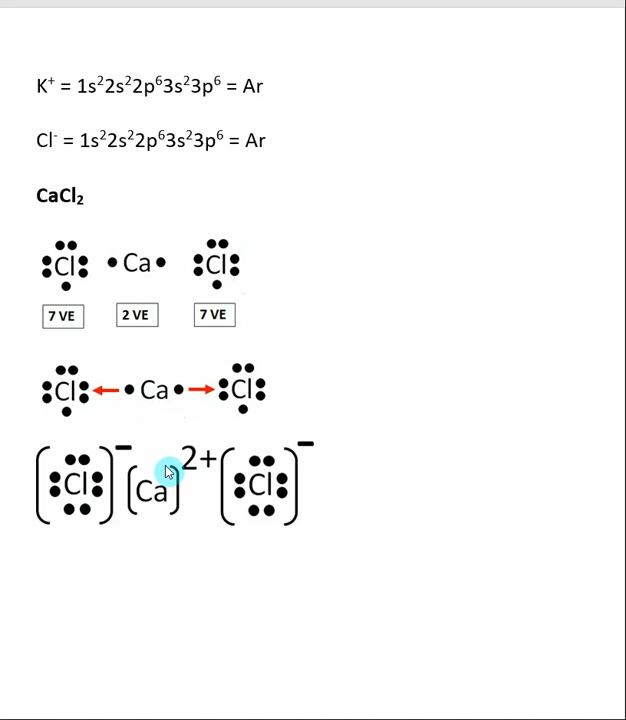 K⁺ = 1s²2s²2p⁶3s²3p⁶ = Ar
Cl⁻ = 1s²2s²2p⁶3s²3p⁶ = Ar
CaCl₂
Cl Ca Cl
7 VE 2 VE 7 VE
Cl Ca Cl
(Cl)⁻ (Ca)²⁺ (Cl)⁻